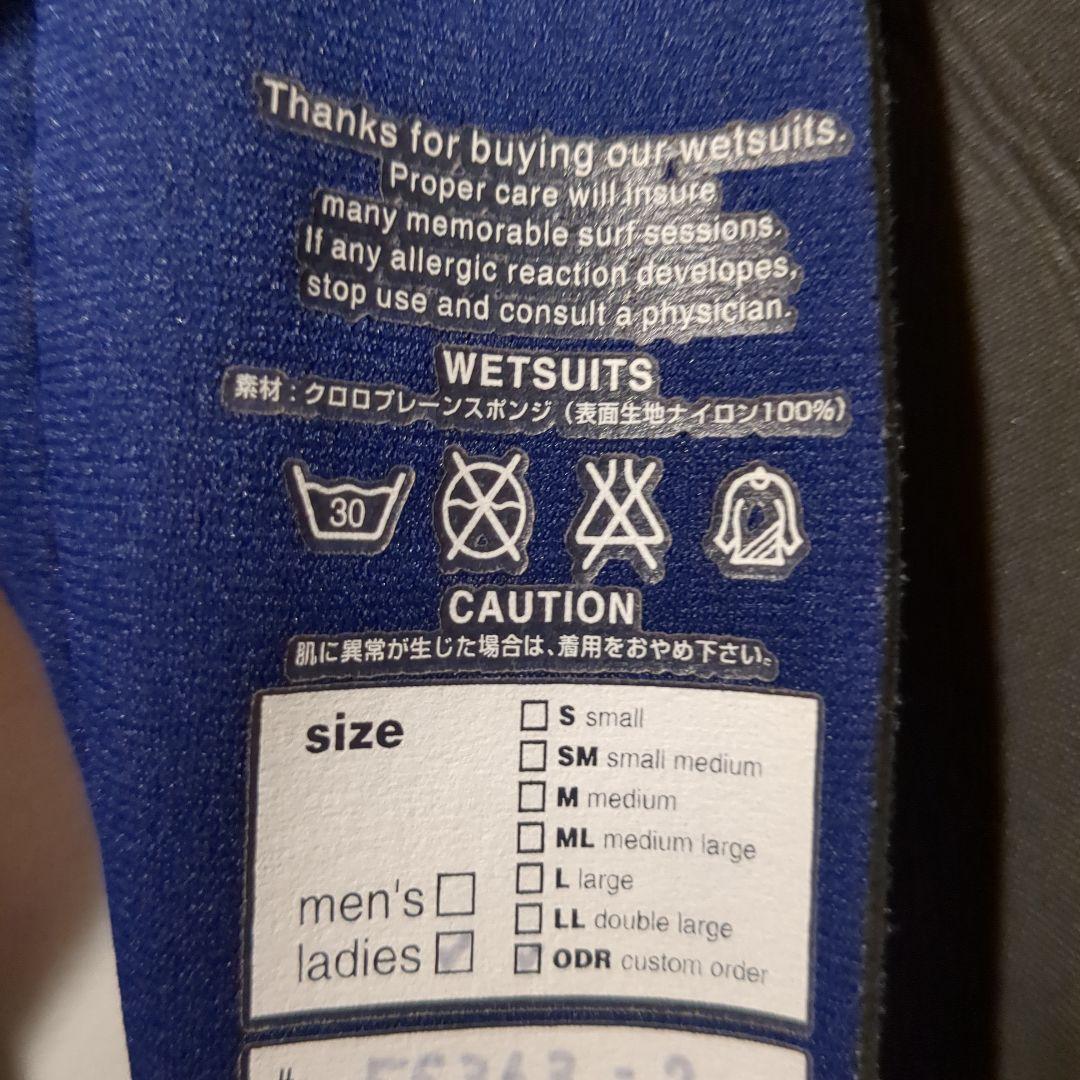 Thanks for buying our wetsuits.
Proper care will insure
many memorable surf sessions.
If any allergic reaction developes,
stop use and consult a physician.
WETSUITS
素材：クロロプレーンスポンジ（表面生地ナイロン100%）
30
CAUTION
肌に異常が生じた場合は、着用をおやめ下さい。
size
men's
ladies
S small
SM small medium
M medium
ML medium large
L large
LL double large
ODR custom order